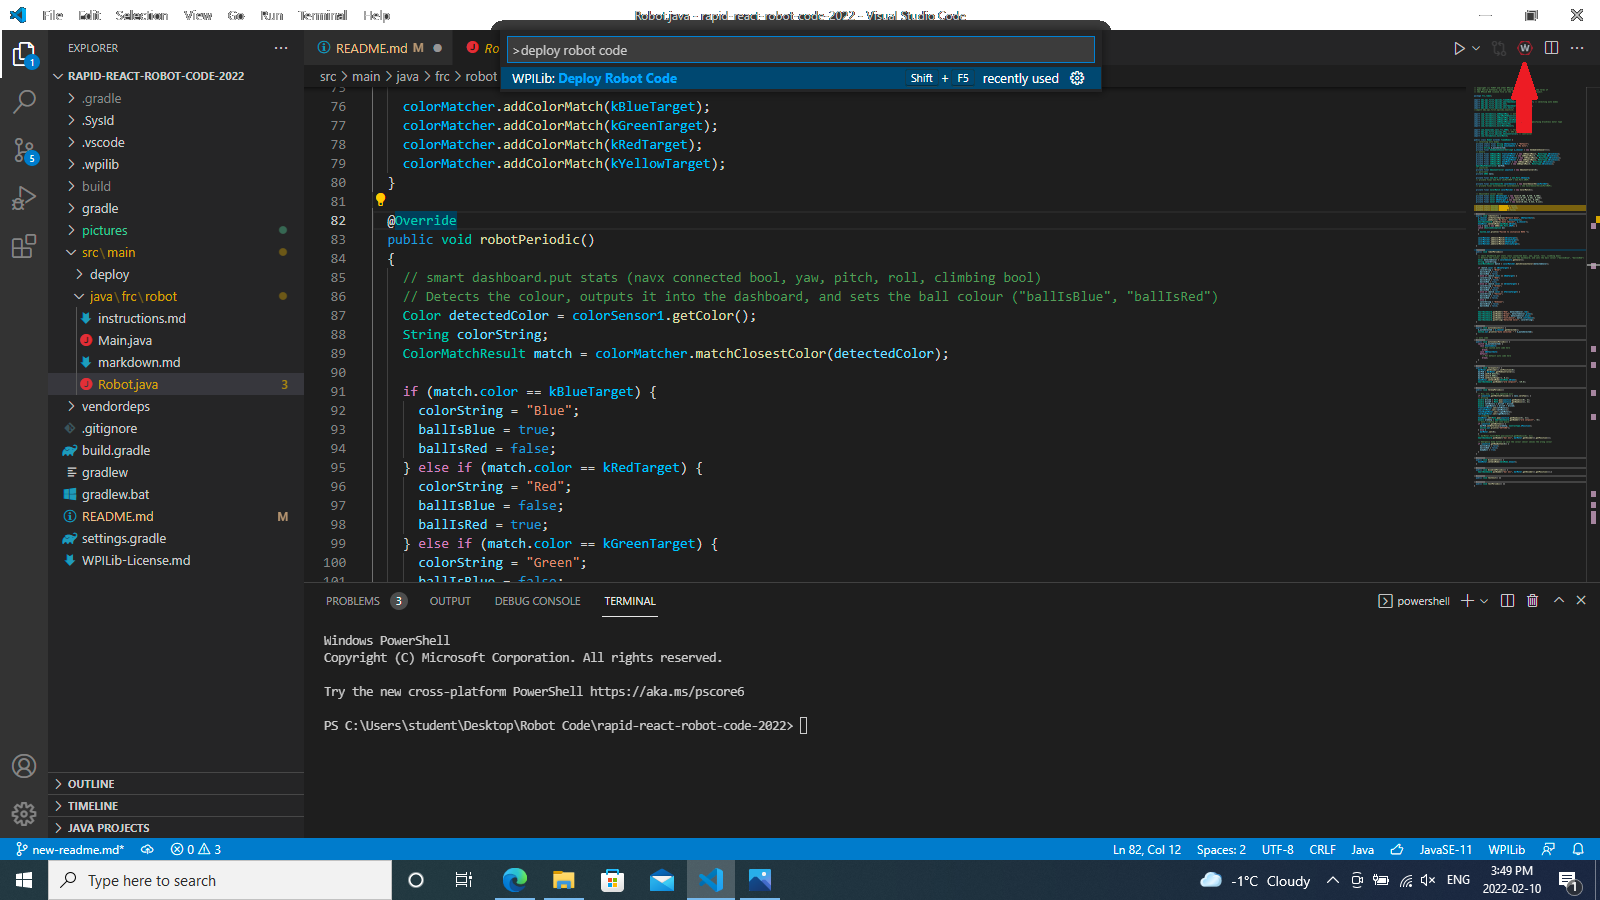 File Edit Selection View Go Run Terminal Help
Robot.java - rapid-react-robot-code-2022 - Visual Studio Code
>deploy robot code
WPILib: Deploy Robot Code Shift + F5 recently used
EXPLORER
RAPID-REACT-ROBOT-CODE-2022
.gradle
.SysId
.vscode
.wpilib
build
gradle
pictures
src\main
deploy
java\frc\robot
instructions.md
Main.java
markdown.md
Robot.java 3
vendordeps
.gitignore
build.gradle
gradlew
gradlew.bat
README.md M
settings.gradle
WPILib-License.md
OUTLINE
TIMELINE
JAVA PROJECTS
1
5
README.md M
Ro
W
src > main > java > frc > robot
75
76 colorMatcher.addColorMatch(kBlueTarget);
77 colorMatcher.addColorMatch(kGreenTarget);
78 colorMatcher.addColorMatch(kRedTarget);
79 colorMatcher.addColorMatch(kYellowTarget);
80 }
81
82 @Override
83 public void robotPeriodic()
84 {
85 // smart dashboard.put stats (navx connected bool, yaw, pitch, roll, climbing bool)
86 // Detects the colour, outputs it into the dashboard, and sets the ball colour ("ballIsBlue", "ballIsRed")
87 Color detectedColor = colorSensor1.getColor();
88 String colorString;
89 ColorMatchResult match = colorMatcher.matchClosestColor(detectedColor);
90
91 if (match.color == kBlueTarget) {
92 colorString = "Blue";
93 ballIsBlue = true;
94 ballIsRed = false;
95 } else if (match.color == kRedTarget) {
96 colorString = "Red";
97 ballIsBlue = false;
98 ballIsRed = true;
99 } else if (match.color == kGreenTarget) {
100 colorString = "Green";
101 ballIsBlue = false;
PROBLEMS 3 OUTPUT DEBUG CONSOLE TERMINAL
powershell
Windows PowerShell
Copyright (C) Microsoft Corporation. All rights reserved.
Try the new cross-platform PowerShell https://aka.ms/pscore6
PS C:\Users\student\Desktop\Robot Code\rapid-react-robot-code-2022>
new-readme.md* 0 3
Ln 82, Col 12 Spaces: 2 UTF-8 CRLF Java JavaSE-11 WPILib
Type here to search
-1°C Cloudy
ENG
3:49 PM
2022-02-10
1